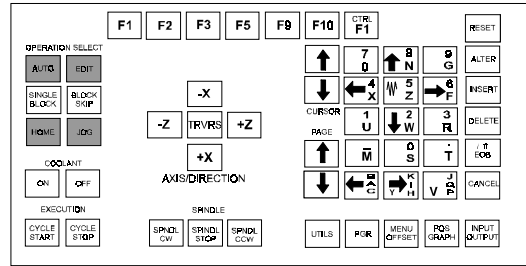 F1 F2 F3 F5 F9 F10 CTRL F1
RESET
OPERATION SELECT
AUTO EDIT
SINGLE BLOCK BLOCK SKIP
HOME JOG
COOLANT
ON OFF
EXECUTION
CYCLE START CYCLE STOP
-X
-Z TRVRS +Z
+X
AXIS/DIRECTION
SPINDLE
SPNDL CW SPNDL STOP SPNDL CCW
CURSOR
PAGE
7
8 N
9 G
ALTER
4 X
5 Z
6 F
INSERT
1 U
2 W
3 R
DELETE
M
0 S
. T
EOB
C
Y K I H
V J Q P
CANCEL
UTILS PGR MENU OFFSET POS GRAPH INPUT OUTPUT